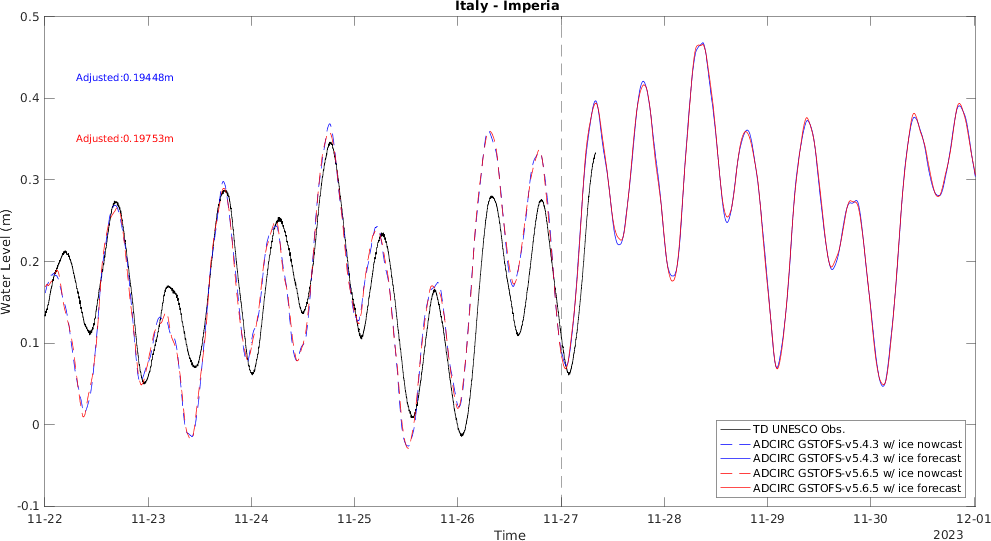 Italy - Imperia
0.5
0.4
0.3
0.2
0.1
0
-0.1
Water Level (m)
Adjusted:0.19448m
Adjusted:0.19753m
TD UNESCO Obs.
ADCIRC GSTOFS-v5.4.3 w/ ice nowcast
ADCIRC GSTOFS-v5.4.3 w/ ice forecast
ADCIRC GSTOFS-v5.6.5 w/ ice nowcast
ADCIRC GSTOFS-v5.6.5 w/ ice forecast
11-22 11-23 11-24 11-25 11-26 11-27 11-28 11-29 11-30 12-01
Time
2023